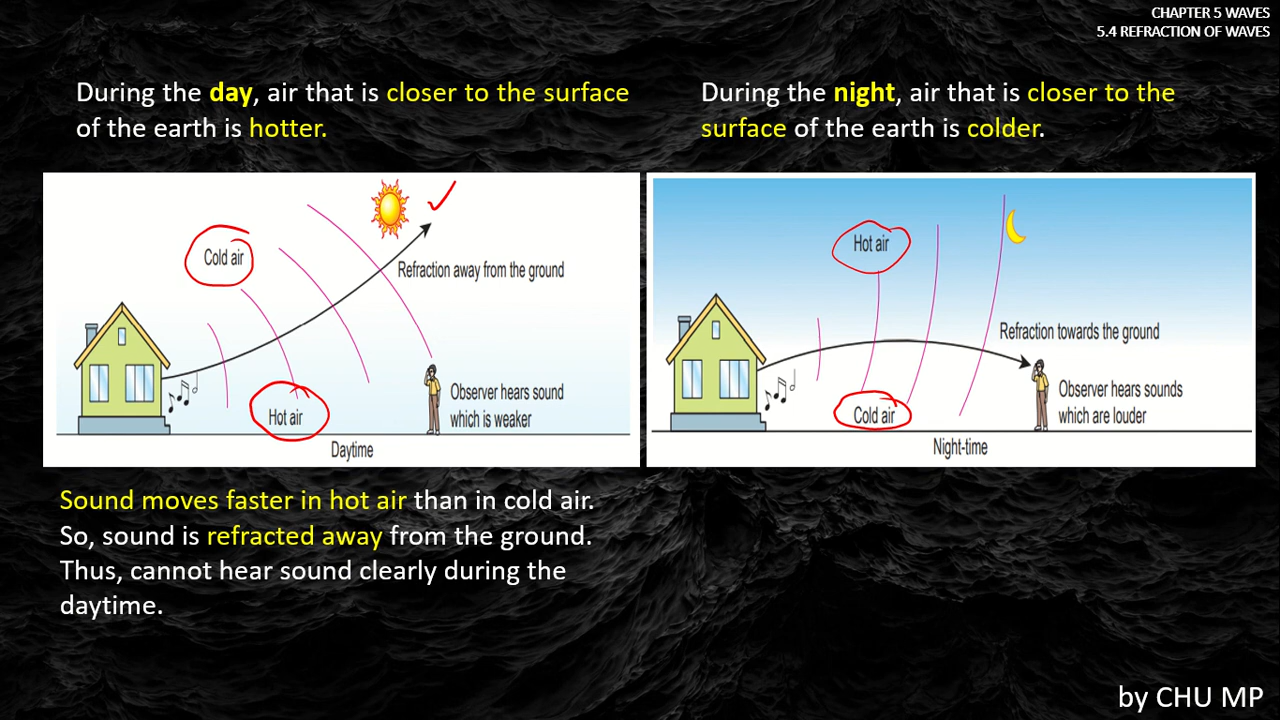 CHAPTER 5 WAVES
5.4 REFRACTION OF WAVES
During the day, air that is closer to the surface
of the earth is hotter.
During the night, air that is closer to the
surface of the earth is colder.
Cold air
Refraction away from the ground
Hot air
Observer hears sound
which is weaker
Daytime
Hot air
Refraction towards the ground
Cold air
Observer hears sounds
which are louder
Night-time
Sound moves faster in hot air than in cold air.
So, sound is refracted away from the ground.
Thus, cannot hear sound clearly during the
daytime.
by CHU MP